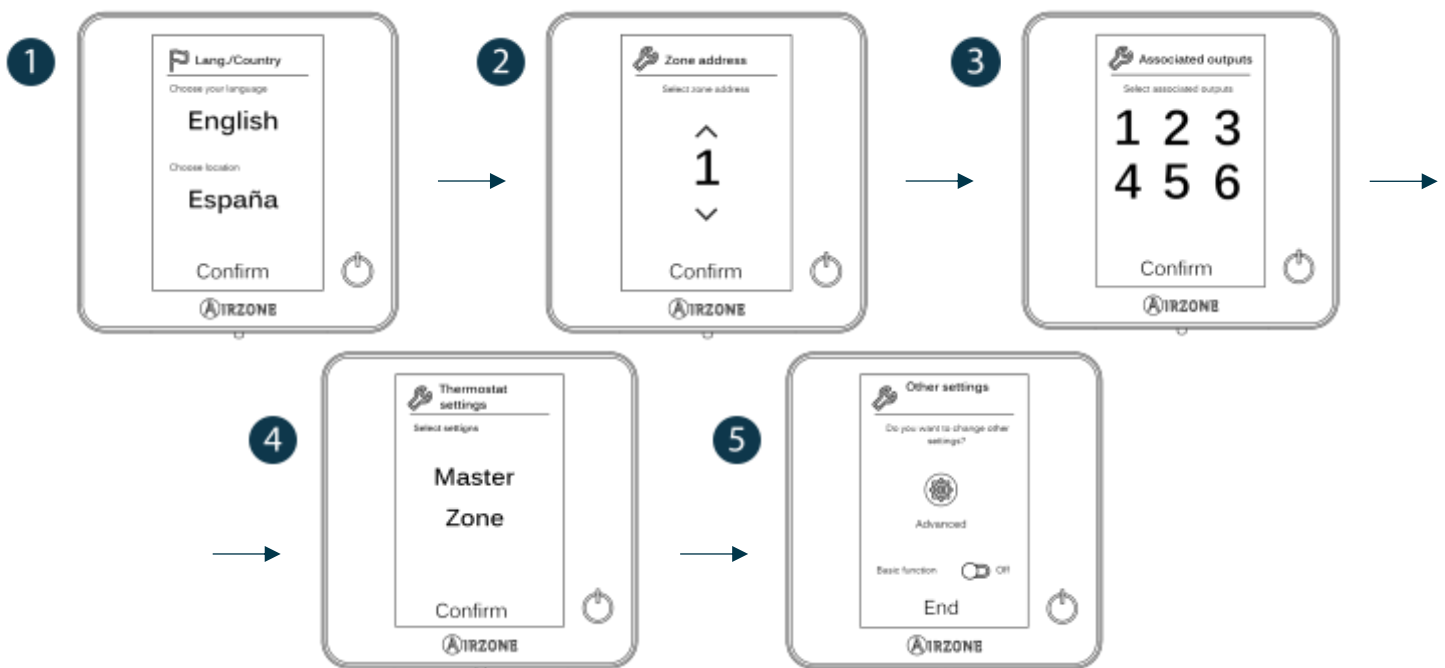 1
Lang./Country
Choose your language
English
Choose location
España
Confirm
AIRZONE
2
Zone address
Select zone address
1
Confirm
AIRZONE
3
Associated outputs
Select associated outputs
1 2 3
4 5 6
Confirm
AIRZONE
4
Thermostat
settings
Select settigns
Master
Zone
Confirm
AIRZONE
5
Other settings
Do you want to change other
settings?
Advanced
Basic function Off
End
AIRZONE